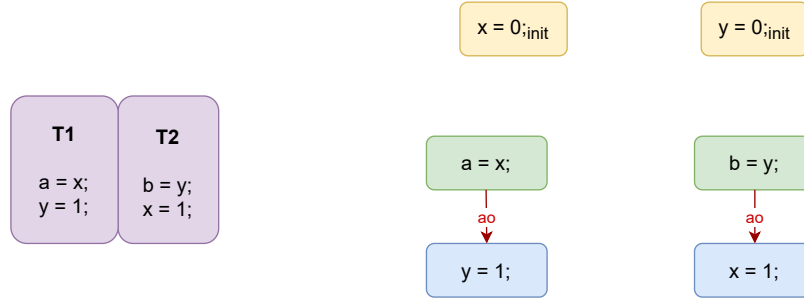 x = 0;init
y = 0;init
T1
a = x;
y = 1;
T2
b = y;
x = 1;
a = x;
b = y;
ao
ao
y = 1;
x = 1;